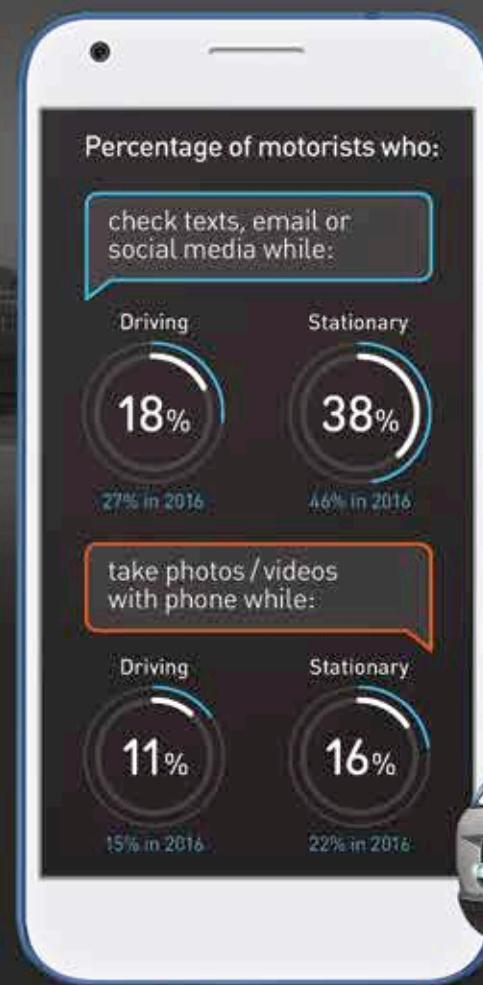 Percentage of motorists who:
check texts, email or
social media while:
Driving
Stationary
18%
38%
27% in 2016
46% in 2016
take photos / videos
with phone while:
Driving
Stationary
11%
16%
15% in 2016
22% in 2016